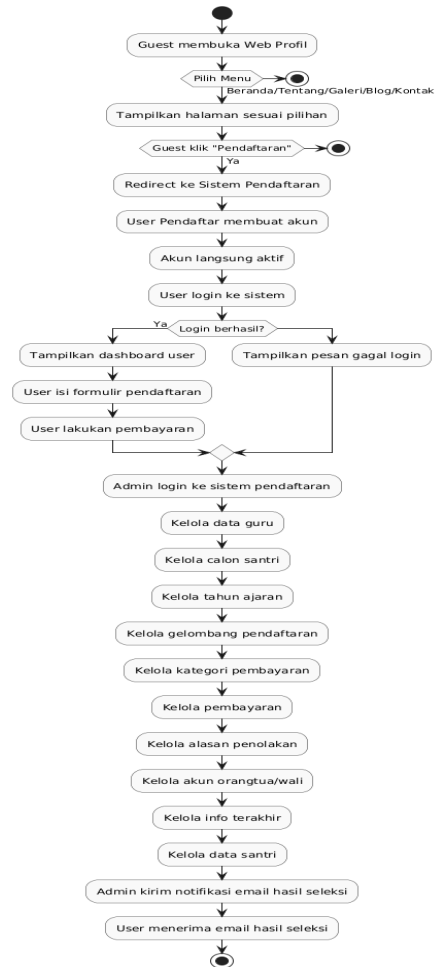 Guest membuka Web Profil
Pilih Menu
Beranda/Tentang/Galeri/Blog/Kontak
Tampilkan halaman sesuai pilihan
Guest klik "Pendaftaran"
Ya
Redirect ke Sistem Pendaftaran
User Pendaftar membuat akun
Akun langsung aktif
User login ke sistem
Ya
Login berhasil?
Tampilkan dashboard user
Tampilkan pesan gagal login
User isi formulir pendaftaran
User lakukan pembayaran
Admin login ke sistem pendaftaran
Kelola data guru
Kelola calon santri
Kelola tahun ajaran
Kelola gelombang pendaftaran
Kelola kategori pembayaran
Kelola pembayaran
Kelola alasan penolakan
Kelola akun orangtua/wali
Kelola info terakhir
Kelola data santri
Admin kirim notifikasi email hasil seleksi
User menerima email hasil seleksi